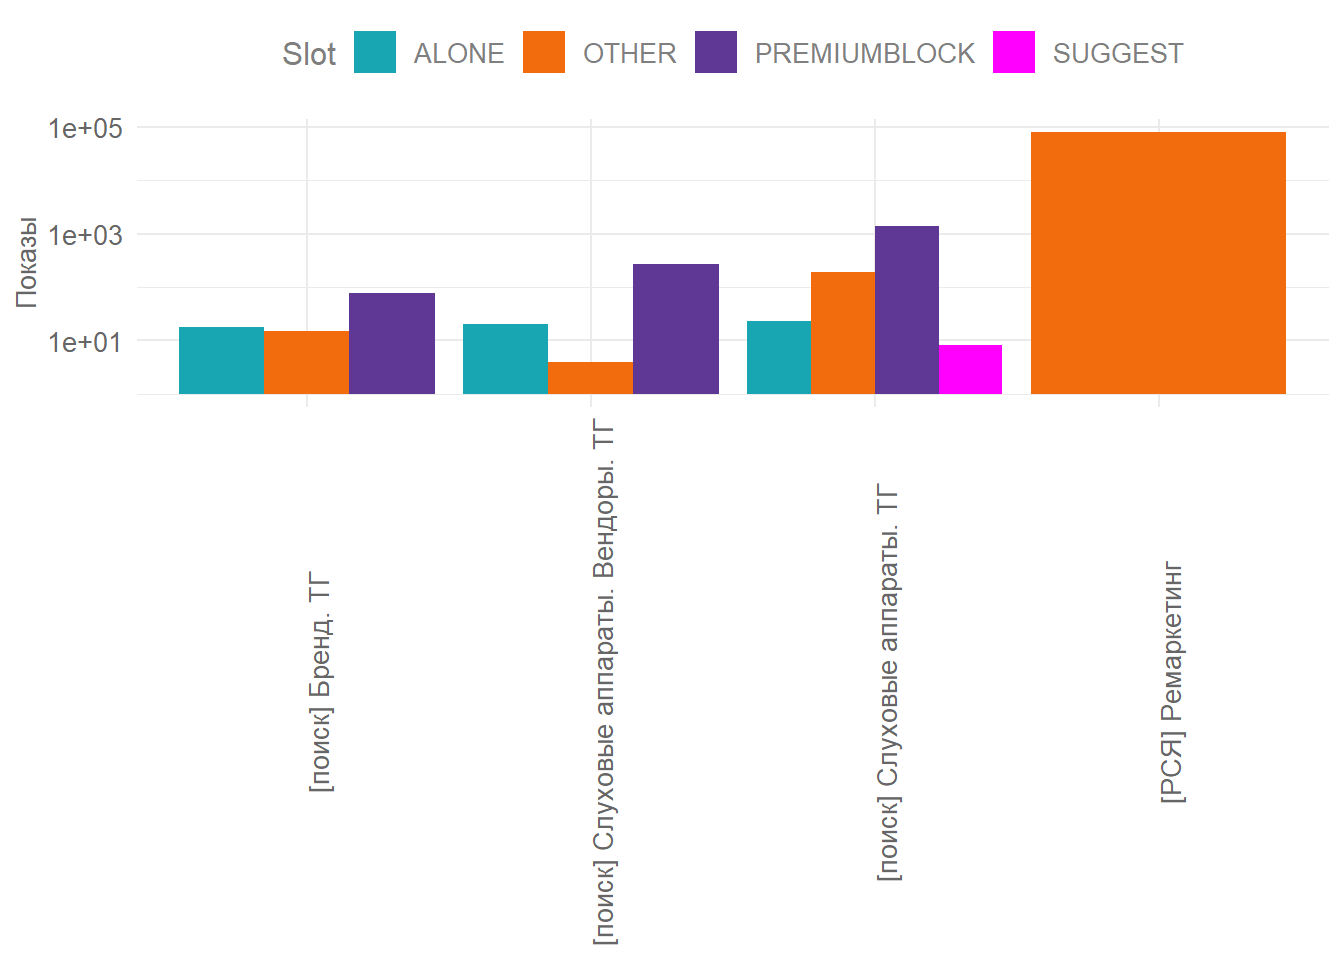 Slot ALONE OTHER PREMIUMBLOCK SUGGEST
Показы
1e+05
1e+03
1e+01
[поиск] Бренд. ТГ
[поиск] Слуховые аппараты. Вендоры. ТГ
[поиск] Слуховые аппараты. ТГ
[РСЯ] Ремаркетинг